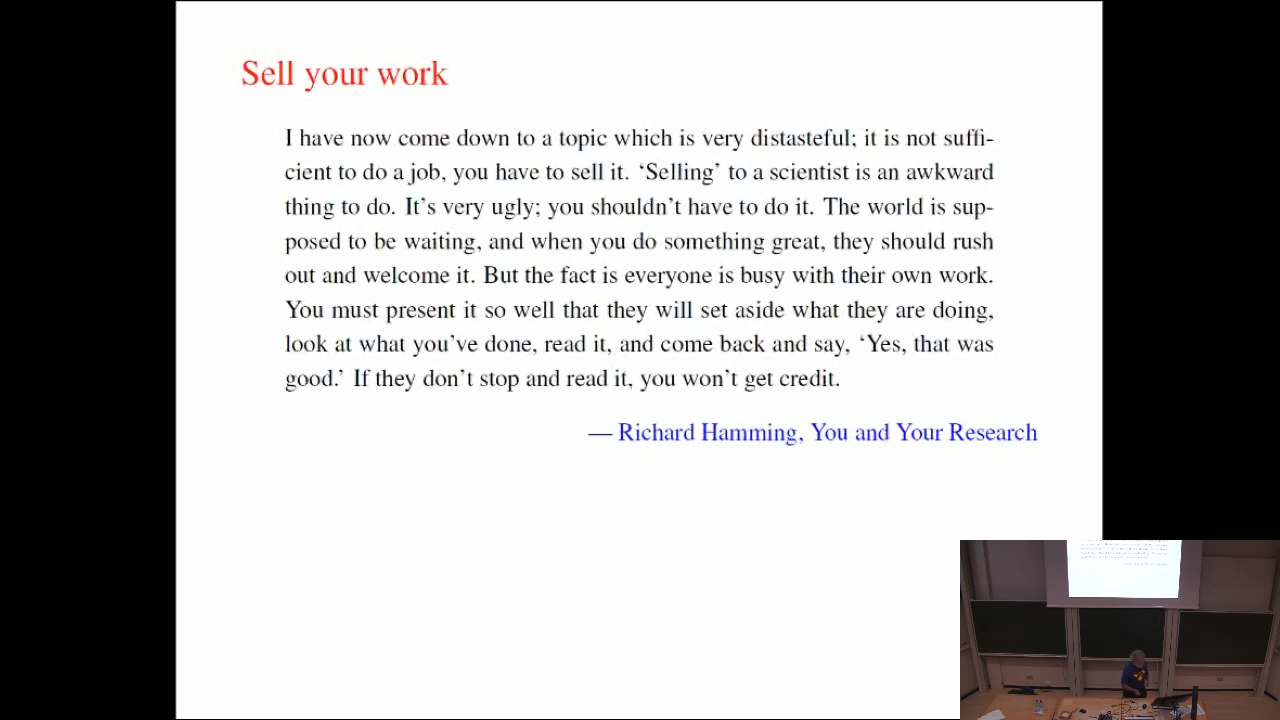 Sell your work
I have now come down to a topic which is very distasteful; it is not suffi-
cient to do a job, you have to sell it. ‘Selling’ to a scientist is an awkward
thing to do. It’s very ugly; you shouldn’t have to do it. The world is sup-
posed to be waiting, and when you do something great, they should rush
out and welcome it. But the fact is everyone is busy with their own work.
You must present it so well that they will set aside what they are doing,
look at what you’ve done, read it, and come back and say, ‘Yes, that was
good.’ If they don’t stop and read it, you won’t get credit.
— Richard Hamming, You and Your Research